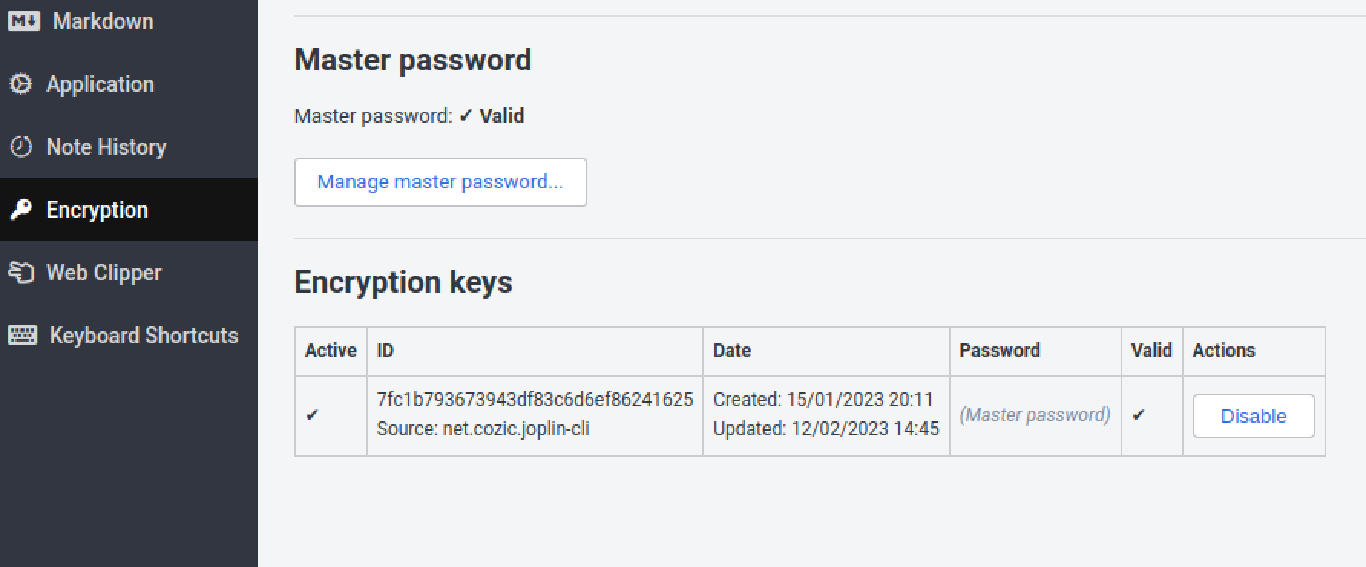 Markdown
Application
Note History
Encryption
Web Clipper
Keyboard Shortcuts
Master password
Master password: ✓ Valid
Manage master password...
Encryption keys
Active ID Date Password Valid Actions
✓ 7fc1b793673943df83c6d6ef86241625 Created: 15/01/2023 20:11 (Master password) ✓ Disable
Source: net.cozic.joplin-cli Updated: 12/02/2023 14:45